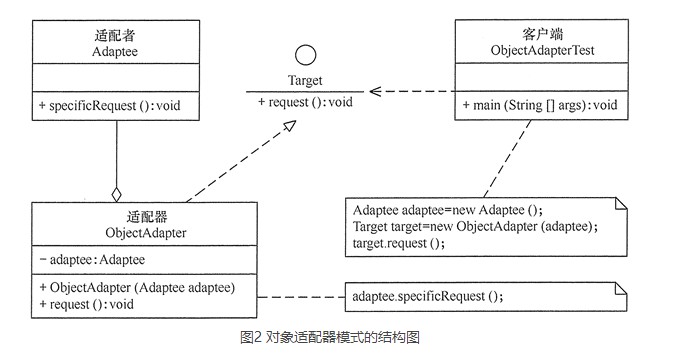 适配者
Adaptee
+ specificRequest ():void
Target
+ request ():void
客户端
ObjectAdapterTest
+ main (String [] args):void
适配器
ObjectAdapter
− adaptee:Adaptee
+ ObjectAdapter (Adaptee adaptee)
+ request ():void
Adaptee adaptee=new Adaptee ();
Target target=new ObjectAdapter (adaptee);
target.request ();
adaptee.specificRequest ();
图2 对象适配器模式的结构图